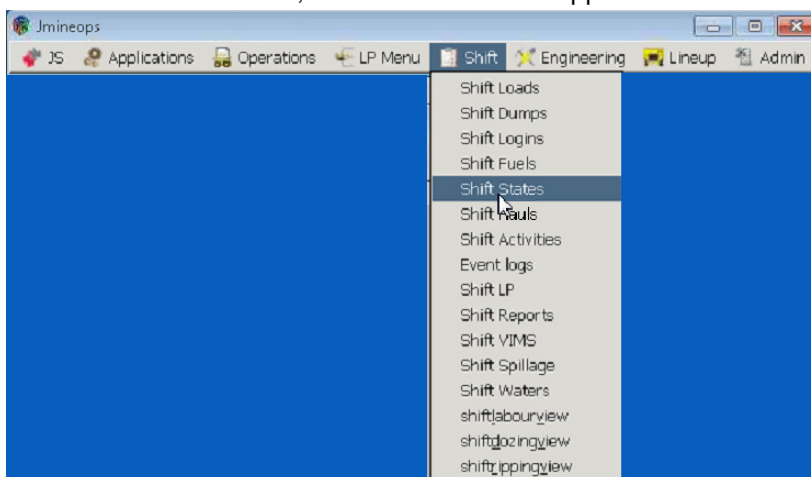 Jmineops
JS Applications Operations LP Menu Shift Engineering Lineup Admin
Shift Loads
Shift Dumps
Shift Logins
Shift Fuels
Shift States
Shift Hauls
Shift Activities
Event logs
Shift LP
Shift Reports
Shift VIMS
Shift Spillage
Shift Waters
shiftlabourview
shiftdozingview
shiftrippingview